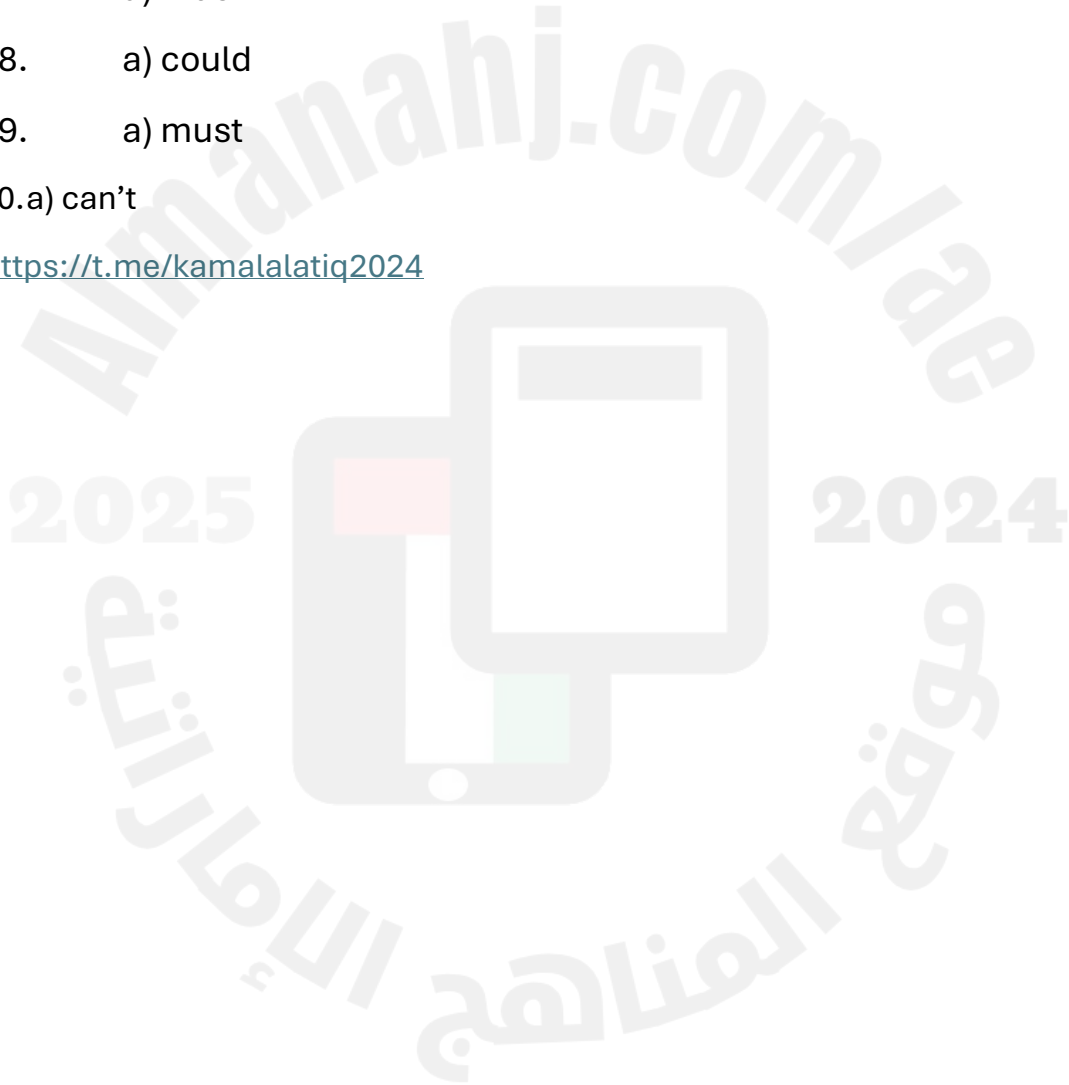 8. a) could
9. a) must
0. a) can't
ttps://t.me/kamalalatiq2024
Almanahj.com/ae
2025
2024
موقع المناهج الإماراتية